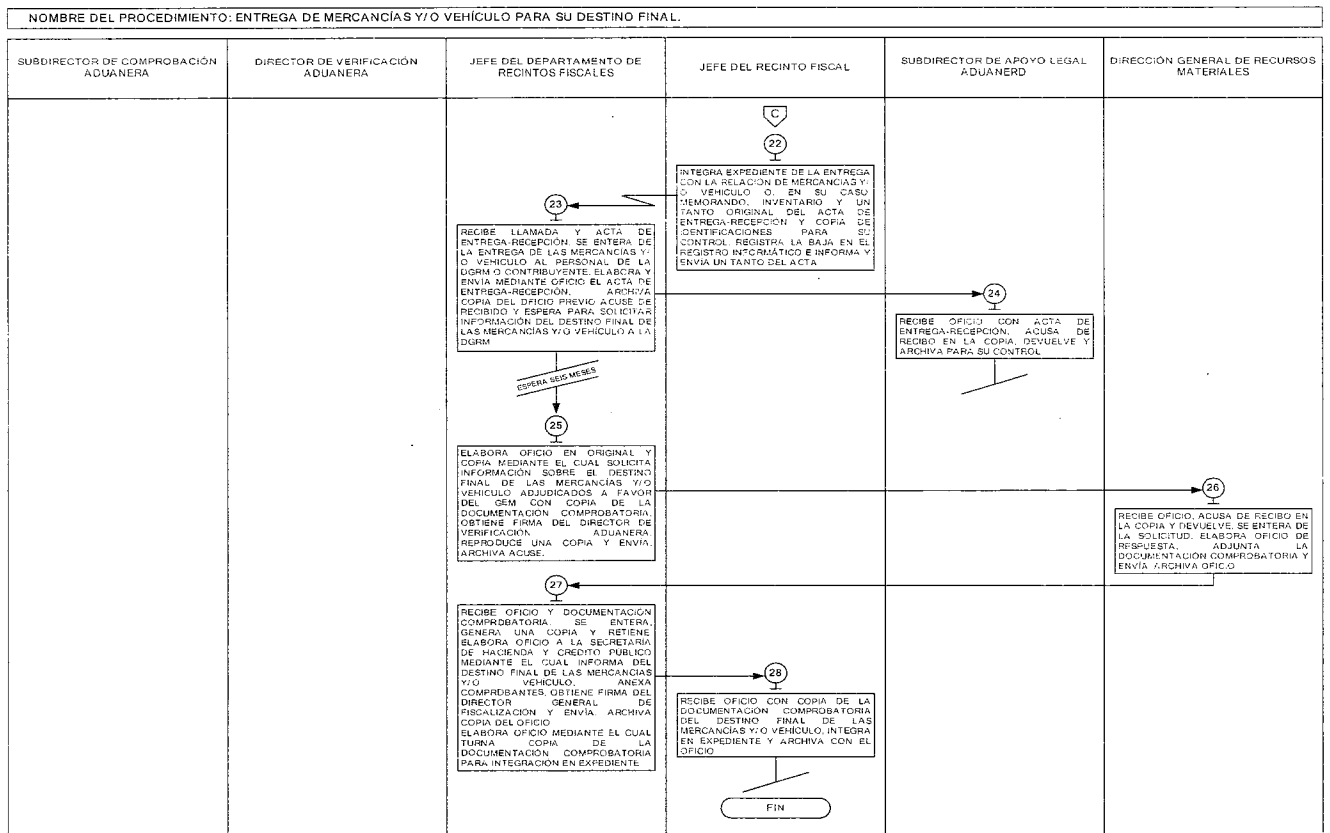 NOMBRE DEL PROCEDIMIENTO: ENTREGA DE MERCANCÍAS Y/O VEHÍCULO PARA SU DESTINO FINAL.
SUBDIRECTOR DE COMPROBACIÓN
ADUANERA
DIRECTOR DE VERIFICACIÓN
ADUANERA
JEFE DEL DEPARTAMENTO DE
RECINTOS FISCALES
JEFE DEL RECINTO FISCAL
SUBDIRECTOR DE APOYO LEGAL
ADUANERO
DIRECCIÓN GENERAL DE RECURSOS
MATERIALES
C
22
INTEGRA EXPEDIENTE DE LA ENTREGA
CON LA RELACION DE MERCANCÍAS Y/
O VEHICULO O, EN SU CASO
MEMORANDO, INVENTARIO Y UN
TANTO ORIGINAL DEL ACTA DE
ENTREGA-RECEPCIÓN Y COPIA DE
IDENTIFICACIONES PARA SU
CONTROL. REGISTRA LA BAJA EN EL
REGISTRO INFORMÁTICO E INFORMA Y
ENVÍA UN TANTO DEL ACTA
23
RECIBE LLAMADA Y ACTA DE
ENTREGA-RECEPCIÓN, SE ENTERA DE
LA ENTREGA DE LAS MERCANCÍAS Y/
O VEHICULO AL PERSONAL DE LA
DGRM O CONTRIBUYENTE. ELABORA Y
ENVÍA MEDIANTE OFICIO EL ACTA DE
ENTREGA-RECEPCIÓN. ARCHIVA
COPIA DEL OFICIO PREVIO ACUSE DE
RECIBIDO Y ESPERA PARA SOLICITAR
INFORMACIÓN DEL DESTINO FINAL DE
LAS MERCANCÍAS Y/O VEHÍCULO A LA
DGRM
24
RECIBE OFICIO CON ACTA DE
ENTREGA-RECEPCIÓN, ACUSA DE
RECIBO EN LA COPIA, DEVUELVE Y
ARCHIVA PARA SU CONTROL
ESPERA SEIS MESES
25
ELABORA OFICIO EN ORIGINAL Y
COPIA MEDIANTE EL CUAL SOLICITA
INFORMACIÓN SOBRE EL DESTINO
FINAL DE LAS MERCANCÍAS Y/O
VEHICULO ADJUDICADOS A FAVOR
DEL GEM CON COPIA DE LA
DOCUMENTACION COMPROBATORIA,
OBTIENE FIRMA DEL DIRECTOR DE
VERIFICACIÓN ADUANERA.
REPRODUCE UNA COPIA Y ENVÍA.
ARCHIVA ACUSE.
26
RECIBE OFICIO, ACUSA DE RECIBO EN
LA COPIA Y DEVUELVE, SE ENTERA DE
LA SOLICITUD. ELABORA OFICIO DE
RESPUESTA, ADJUNTA LA
DOCUMENTACIÓN COMPROBATORIA Y
ENVÍA ARCHIVA OFICIO
27
RECIBE OFICIO Y DOCUMENTACIÓN
COMPROBATORIA. SE ENTERA,
GENERA UNA COPIA Y RETIENE
ELABORA OFICIO A LA SECRETARÍA
DE HACIENDA Y CREDITO PÚBLICO
MEDIANTE EL CUAL INFORMA DEL
DESTINO FINAL DE LAS MERCANCIAS
Y/O VEHICULO, ANEXA
COMPROBANTES, OBTIENE FIRMA DEL
DIRECTOR GENERAL DE
FISCALIZACIÓN Y ENVÍA. ARCHIVA
COPIA DEL OFICIO
ELABORA OFICIO MEDIANTE EL CUAL
TURNA COPIA DE LA
DOCUMENTACIÓN COMPROBATORIA
PARA INTEGRACIÓN EN EXPEDIENTE
28
RECIBE OFICIO CON COPIA DE LA
DOCUMENTACIÓN COMPROBATORIA
DEL DESTINO FINAL DE LAS
MERCANCÍAS Y/O VEHÍCULO, INTEGRA
EN EXPEDIENTE Y ARCHIVA CON EL
OFICIO
FIN